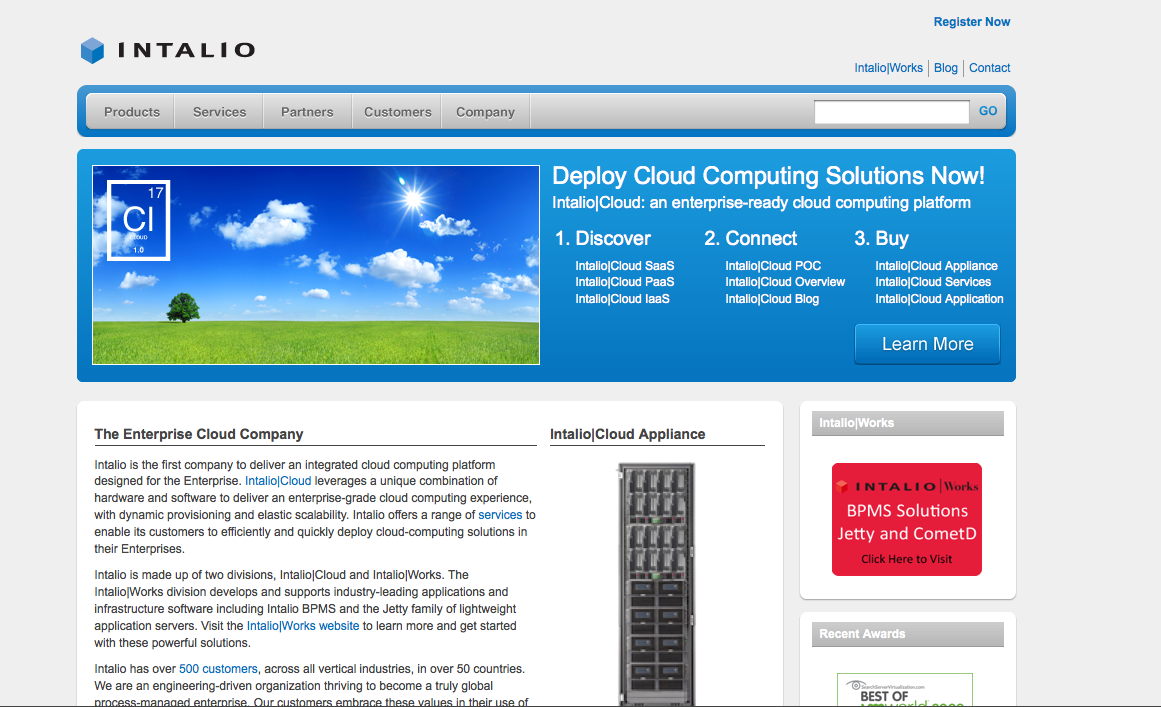 Register Now
INTALIO
Intalio|Works
Blog
Contact
Products
Services
Partners
Customers
Company
GO
17
Cl
CLOUD
1.0
Deploy Cloud Computing Solutions Now!
Intalio|Cloud: an enterprise-ready cloud computing platform
1. Discover
Intalio|Cloud SaaS
Intalio|Cloud PaaS
Intalio|Cloud IaaS
2. Connect
Intalio|Cloud POC
Intalio|Cloud Overview
Intalio|Cloud Blog
3. Buy
Intalio|Cloud Appliance
Intalio|Cloud Services
Intalio|Cloud Application
Learn More
The Enterprise Cloud Company
Intalio is the first company to deliver an integrated cloud computing platform
designed for the Enterprise. Intalio|Cloud leverages a unique combination of
hardware and software to deliver an enterprise-grade cloud computing experience,
with dynamic provisioning and elastic scalability. Intalio offers a range of services to
enable its customers to efficiently and quickly deploy cloud-computing solutions in
their Enterprises.
Intalio is made up of two divisions, Intalio|Cloud and Intalio|Works. The
Intalio|Works division develops and supports industry-leading applications and
infrastructure software including Intalio BPMS and the Jetty family of lightweight
application servers. Visit the Intalio|Works website to learn more and get started
with these powerful solutions.
Intalio has over 500 customers, across all vertical industries, in over 50 countries.
We are an engineering-driven organization thriving to become a truly global
process-managed enterprise. Our customers embrace these values in their use of
Intalio|Cloud Appliance
Intalio|Works
INTALIO|Works
BPMS Solutions
Jetty and CometD
Click Here to Visit
Recent Awards
SearchServerVirtualization.com
BEST OF